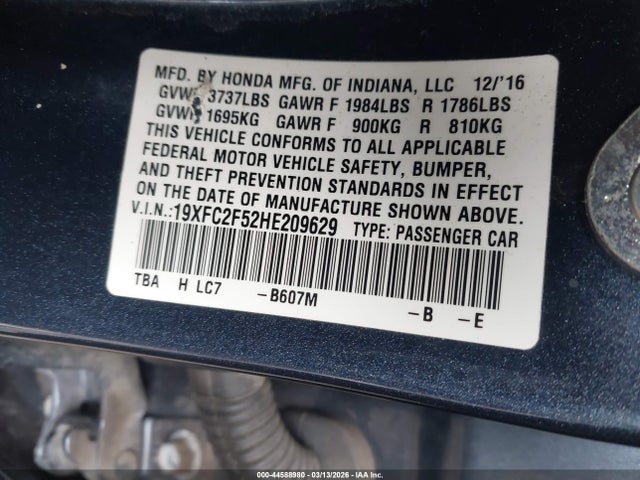 MFD. BY HONDA MFG. OF INDIANA, LLC 12/'16
GVWR 3737LBS GAWR F 1984LBS R 1786LBS
GVWR 1695KG GAWR F 900KG R 810KG
THIS VEHICLE CONFORMS TO ALL APPLICABLE
FEDERAL MOTOR VEHICLE SAFETY, BUMPER,
AND THEFT PREVENTION STANDARDS IN EFFECT
ON THE DATE OF MANUFACTURE SHOWN ABOVE.
V.I.N.:19XFC2F52HE209629 TYPE: PASSENGER CAR
TBA H LC7 -B607M -B -E
000-44588980 | 03/13/2026 | IAA Inc.